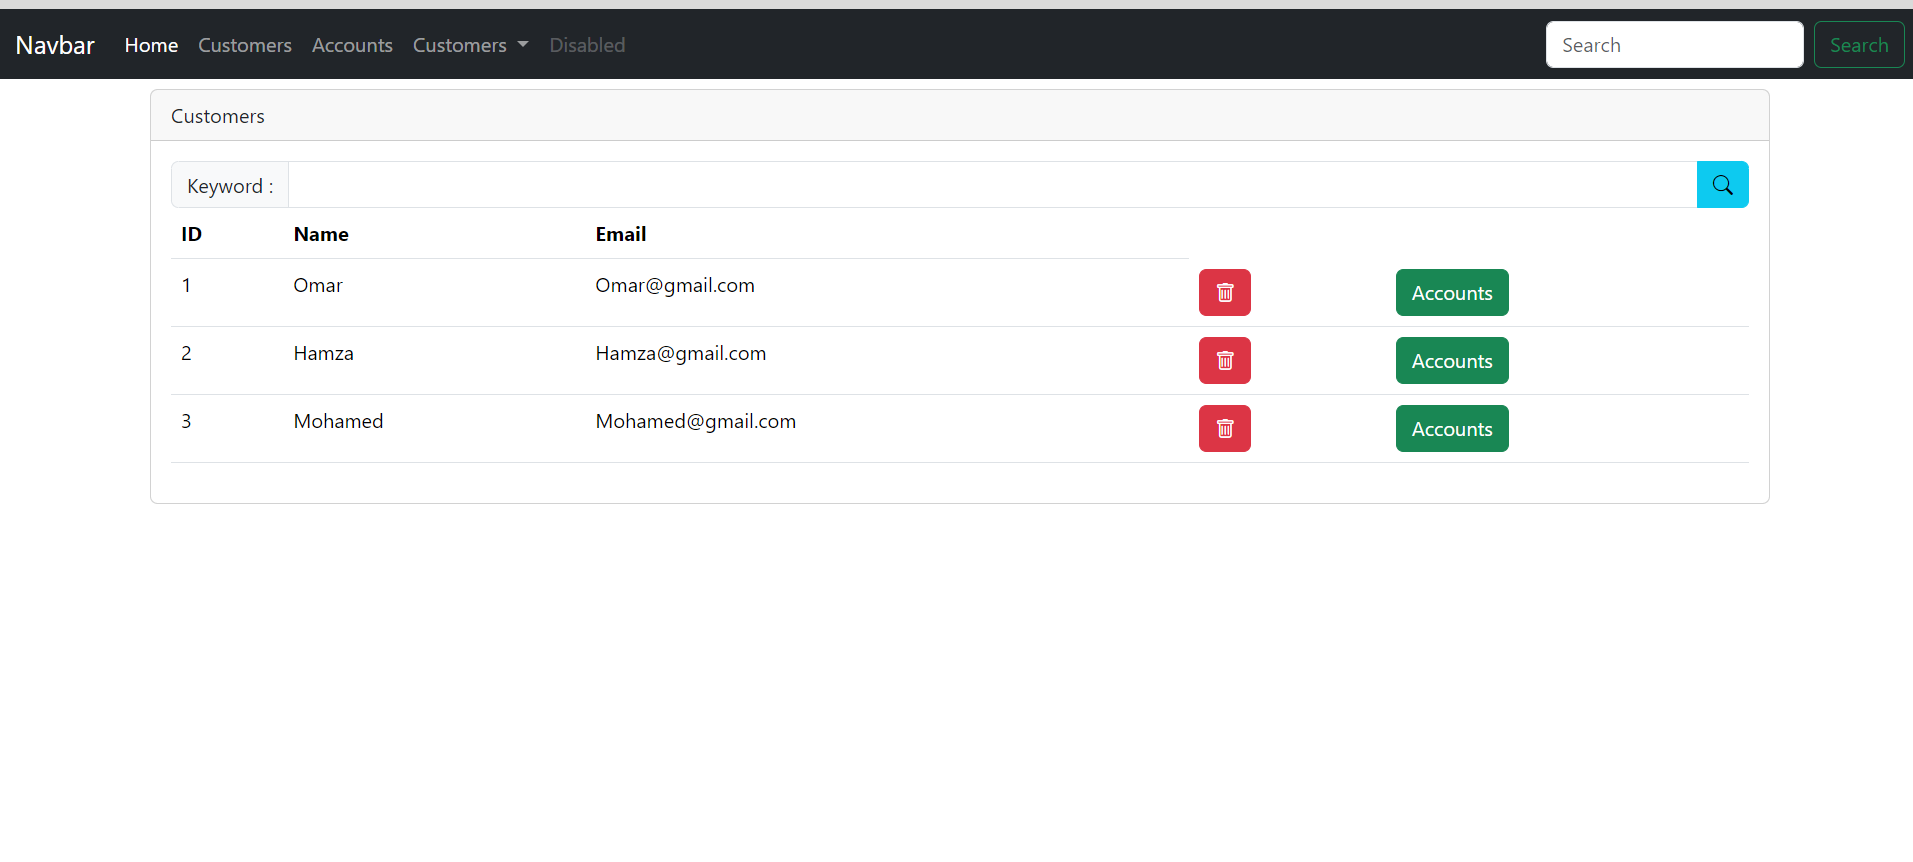 Navbar Home Customers Accounts Customers Disabled Search Search
Customers
Keyword :
ID Name Email
1 Omar Omar@gmail.com Accounts
2 Hamza Hamza@gmail.com Accounts
3 Mohamed Mohamed@gmail.com Accounts